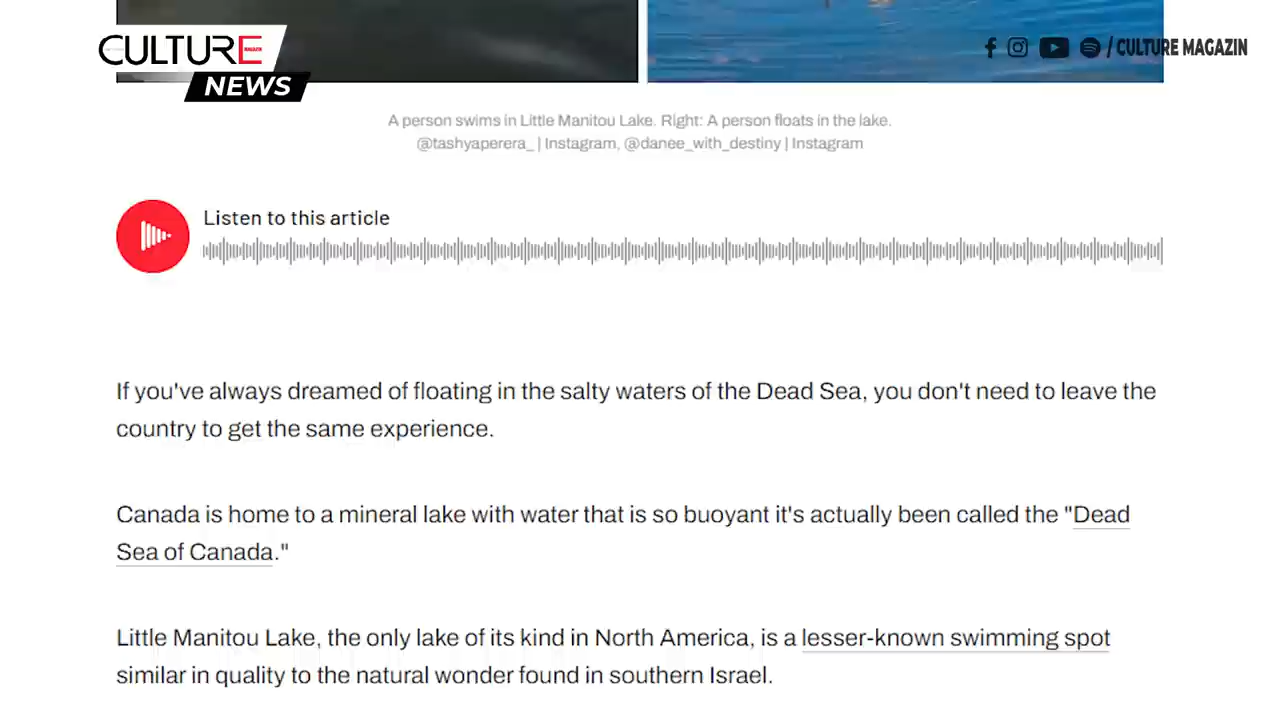 CULTURE
NEWS
/ CULTURE MAGAZIN
A person swims in Little Manitou Lake. Right: A person floats in the lake.
@tashyaperera_ | Instagram, @danee_with_destiny | Instagram
Listen to this article
If you've always dreamed of floating in the salty waters of the Dead Sea, you don't need to leave the
country to get the same experience.
Canada is home to a mineral lake with water that is so buoyant it's actually been called the "Dead
Sea of Canada."
Little Manitou Lake, the only lake of its kind in North America, is a lesser-known swimming spot
similar in quality to the natural wonder found in southern Israel.